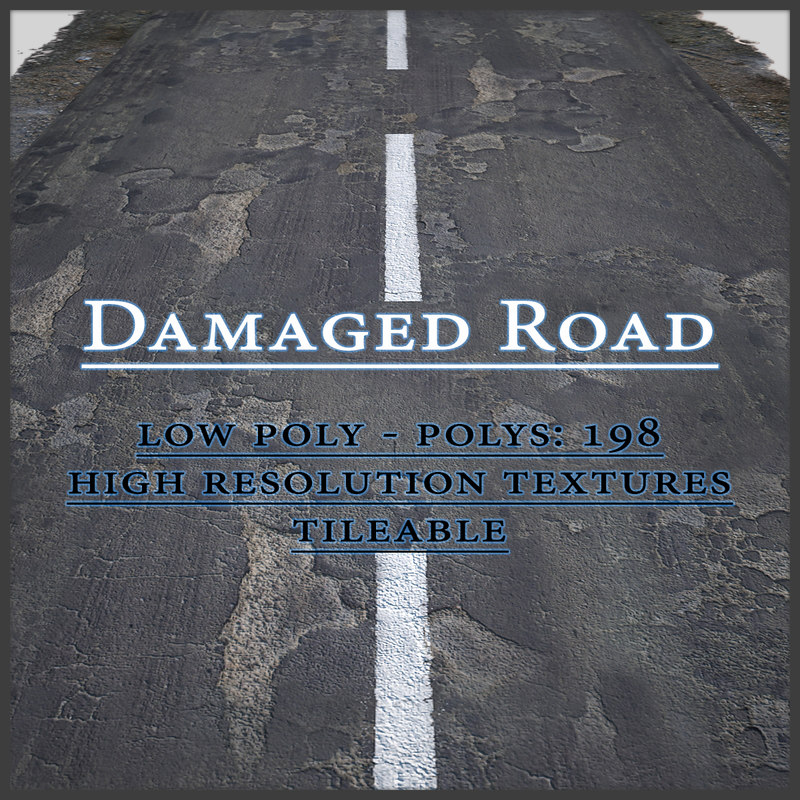 Damaged Road
low poly - polys: 198
high resolution textures
tileable